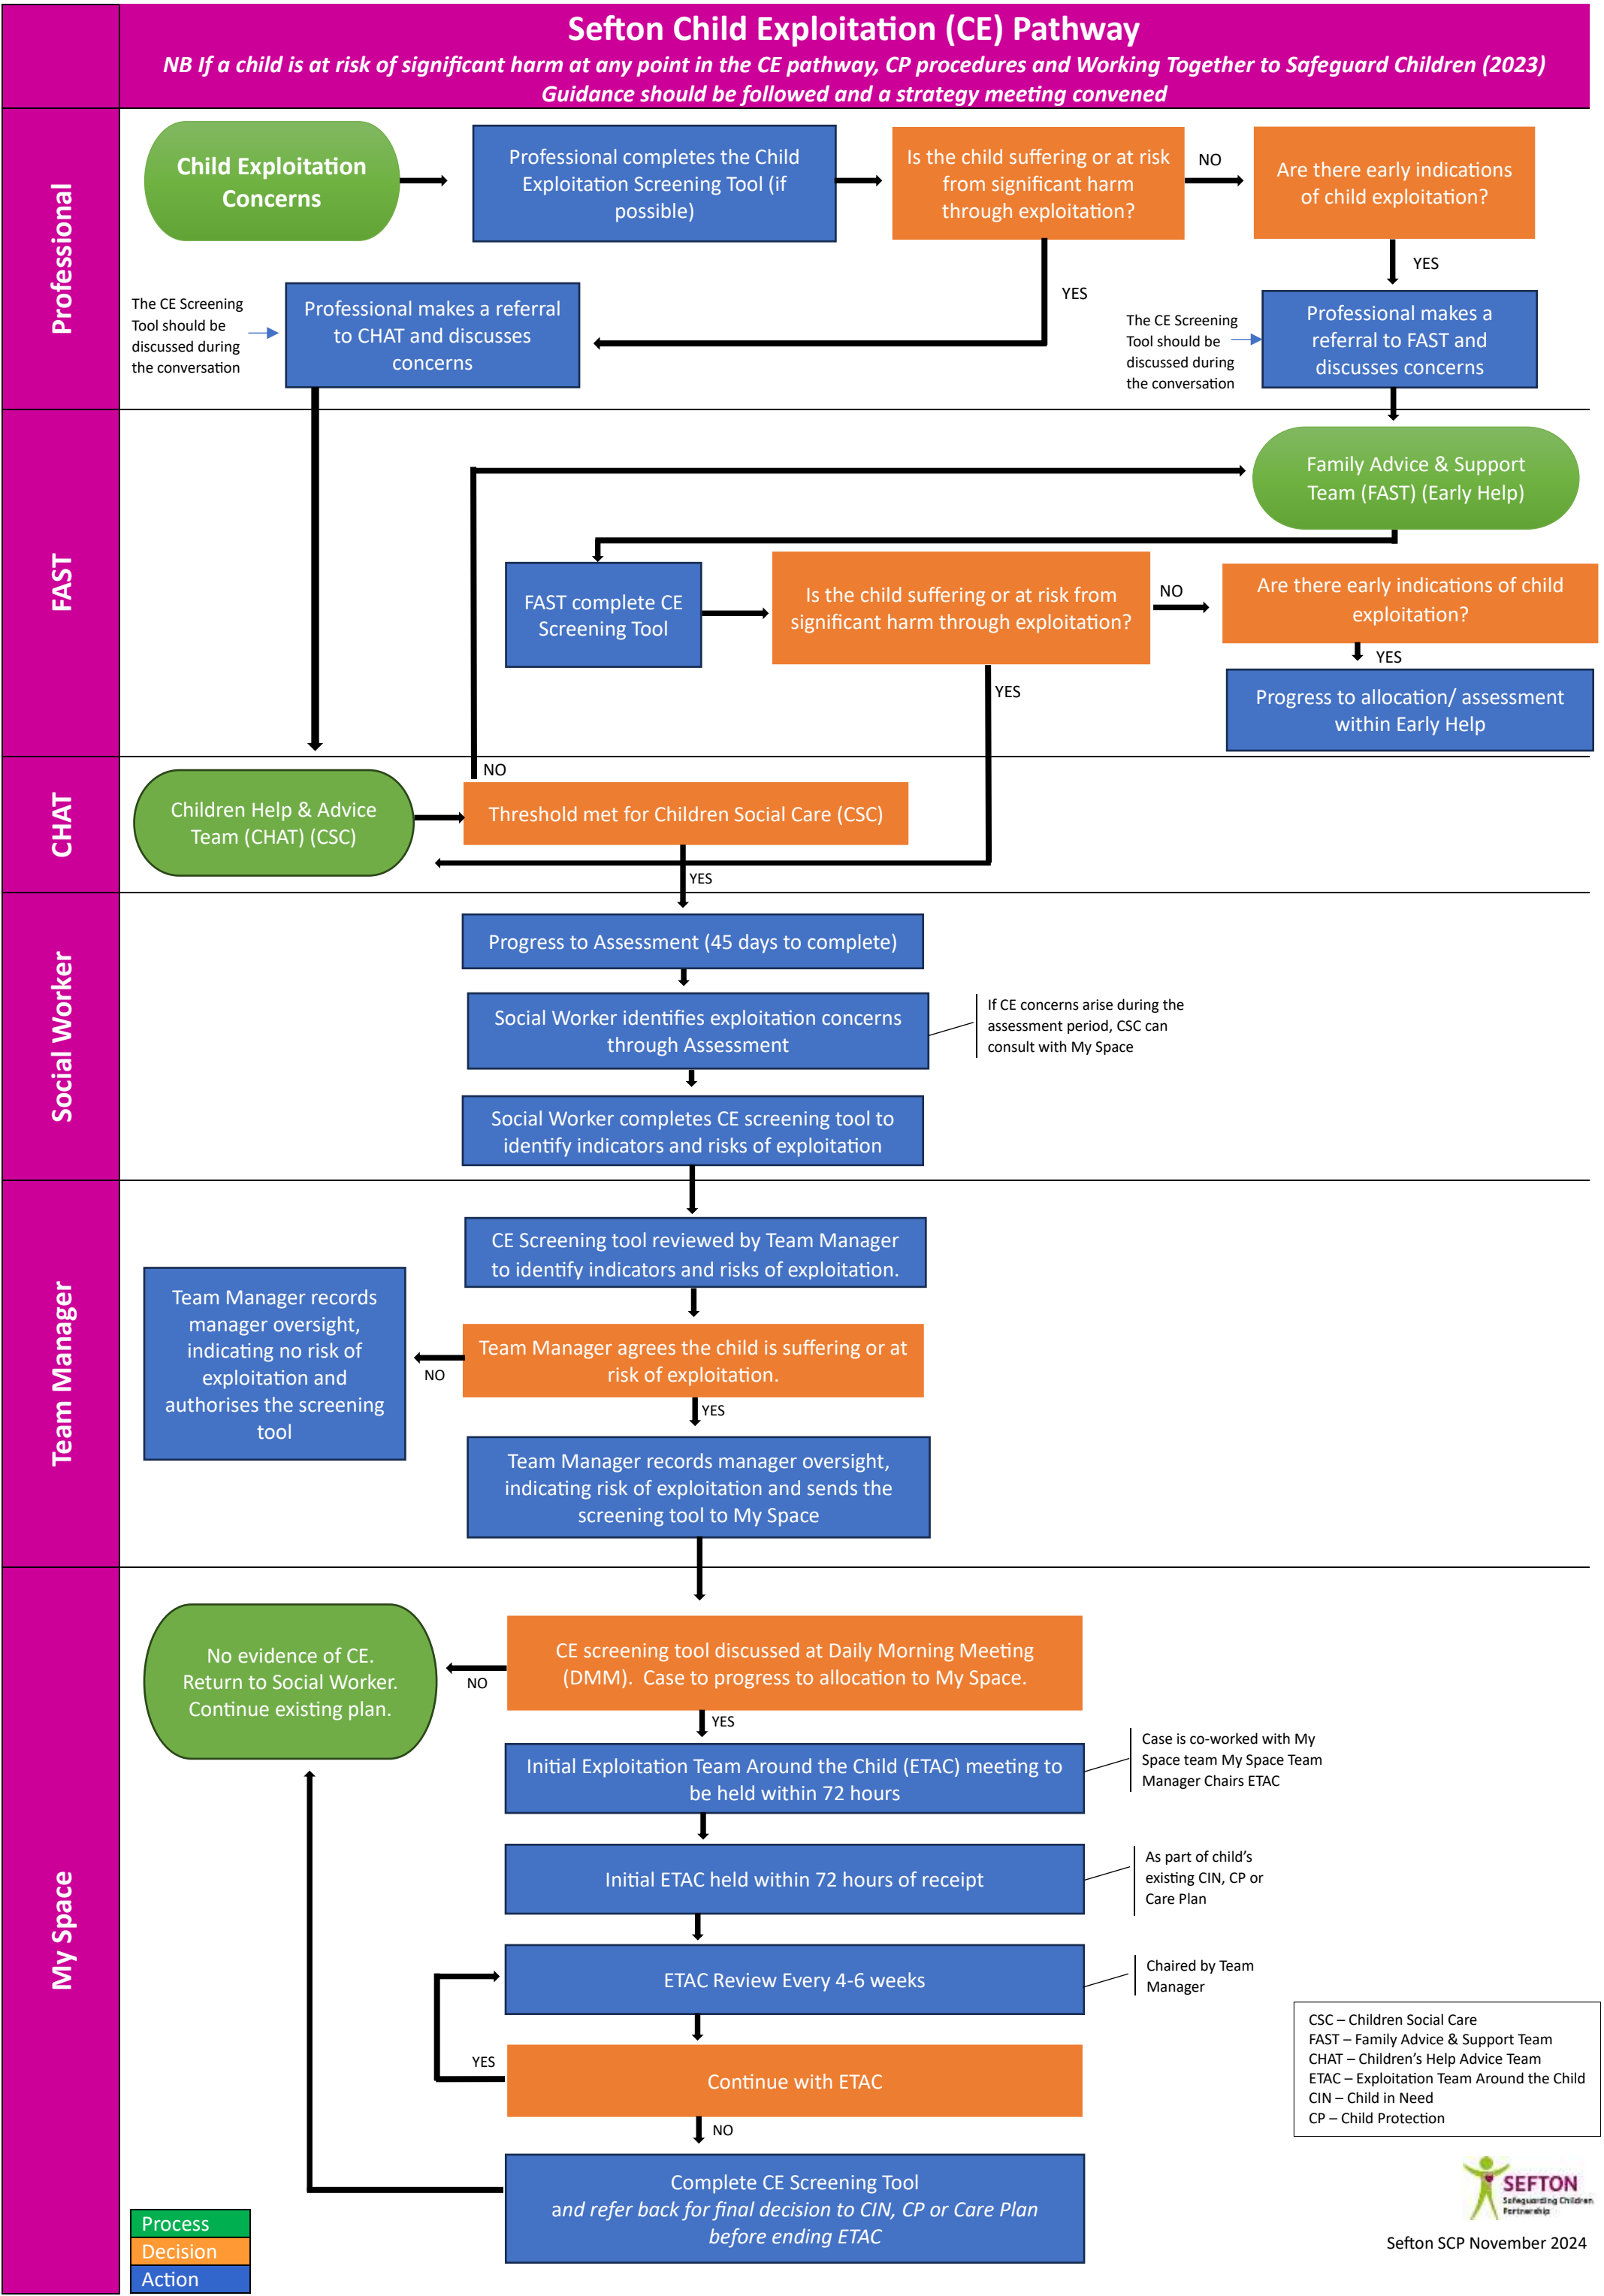 Sefton Child Exploitation (CE) Pathway
NB If a child is at risk of significant harm at any point in the CE pathway, CP procedures and Working Together to Safeguard Children (2023)
Guidance should be followed and a strategy meeting convened
Professional
Child Exploitation
Concerns
Professional completes the Child
Exploitation Screening Tool (if
possible)
Is the child suffering or at risk
from significant harm
through exploitation?
NO
Are there early indications
of child exploitation?
YES
YES
The CE Screening
Tool should be
discussed during
the conversation
Professional makes a referral
to CHAT and discusses
concerns
The CE Screening
Tool should be
discussed during
the conversation
Professional makes a
referral to FAST and
discusses concerns
FAST
Family Advice & Support
Team (FAST) (Early Help)
FAST complete CE
Screening Tool
Is the child suffering or at risk from
significant harm through exploitation?
NO
Are there early indications of child
exploitation?
YES
YES
Progress to allocation/ assessment
within Early Help
CHAT
NO
Children Help & Advice
Team (CHAT) (CSC)
Threshold met for Children Social Care (CSC)
YES
Social Worker
Progress to Assessment (45 days to complete)
Social Worker identifies exploitation concerns
through Assessment
If CE concerns arise during the
assessment period, CSC can
consult with My Space
Social Worker completes CE screening tool to
identify indicators and risks of exploitation
Team Manager
CE Screening tool reviewed by Team Manager
to identify indicators and risks of exploitation.
Team Manager records
manager oversight,
indicating no risk of
exploitation and
authorises the screening
tool
NO
Team Manager agrees the child is suffering or at
risk of exploitation.
YES
Team Manager records manager oversight,
indicating risk of exploitation and sends the
screening tool to My Space
My Space
No evidence of CE.
Return to Social Worker.
Continue existing plan.
NO
CE screening tool discussed at Daily Morning Meeting
(DMM).  Case to progress to allocation to My Space.
YES
Initial Exploitation Team Around the Child (ETAC) meeting to
be held within 72 hours
Case is co-worked with My
Space team My Space Team
Manager Chairs ETAC
Initial ETAC held within 72 hours of receipt
As part of child's
existing CIN, CP or
Care Plan
ETAC Review Every 4-6 weeks
Chaired by Team
Manager
YES
Continue with ETAC
NO
Complete CE Screening Tool
and refer back for final decision to CIN, CP or Care Plan
before ending ETAC
CSC – Children Social Care
FAST – Family Advice & Support Team
CHAT – Children's Help Advice Team
ETAC – Exploitation Team Around the Child
CIN – Child in Need
CP – Child Protection
SEFTON
Safeguarding Children
Partnership
Sefton SCP November 2024
Process
Decision
Action